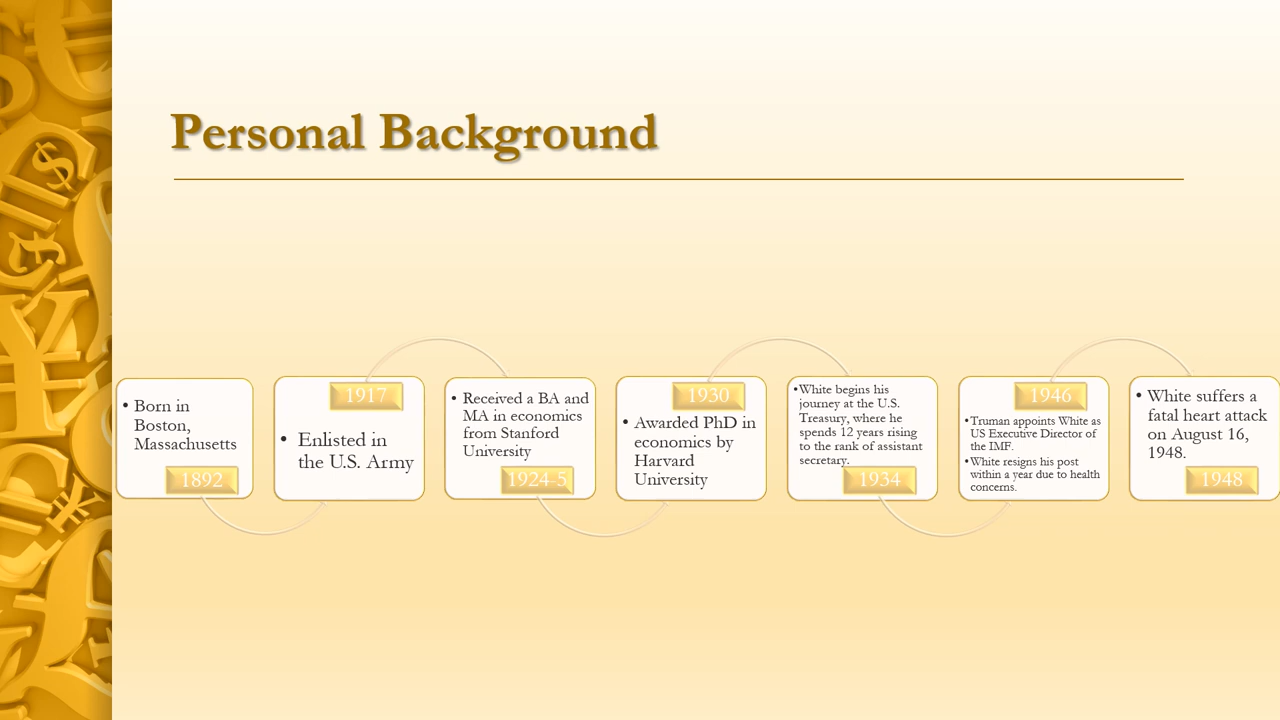 Personal Background
• Born in
Boston,
Massachusetts
1892
1917
• Enlisted in
the U.S. Army
• Received a BA and
MA in economics
from Stanford
University
1924-5
1930
• Awarded PhD in
economics by
Harvard
University
•White begins his
journey at the U.S.
Treasury, where he
spends 12 years rising
to the rank of assistant
secretary.
1934
1946
•Truman appoints White as
US Executive Director of
the IMF.
•White resigns his post
within a year due to health
concerns.
• White suffers a
fatal heart attack
on August 16,
1948.
1948